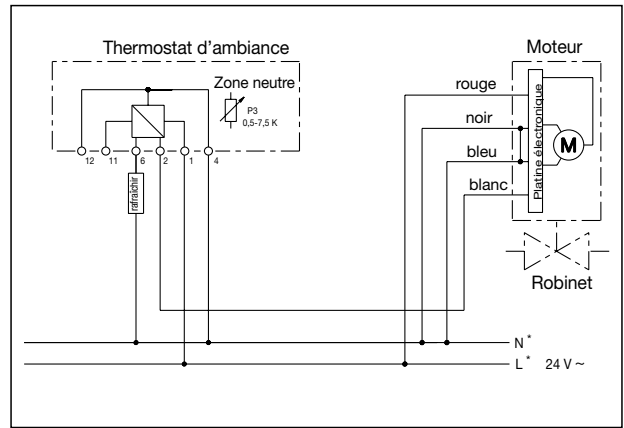 Thermostat d'ambiance
Moteur
Zone neutre
P3
0,5-7,5 K
12 11 6 2 1 4
rafraîchir
rouge
noir
bleu
blanc
Platine électronique
M
Robinet
N *
L * 24 V ~